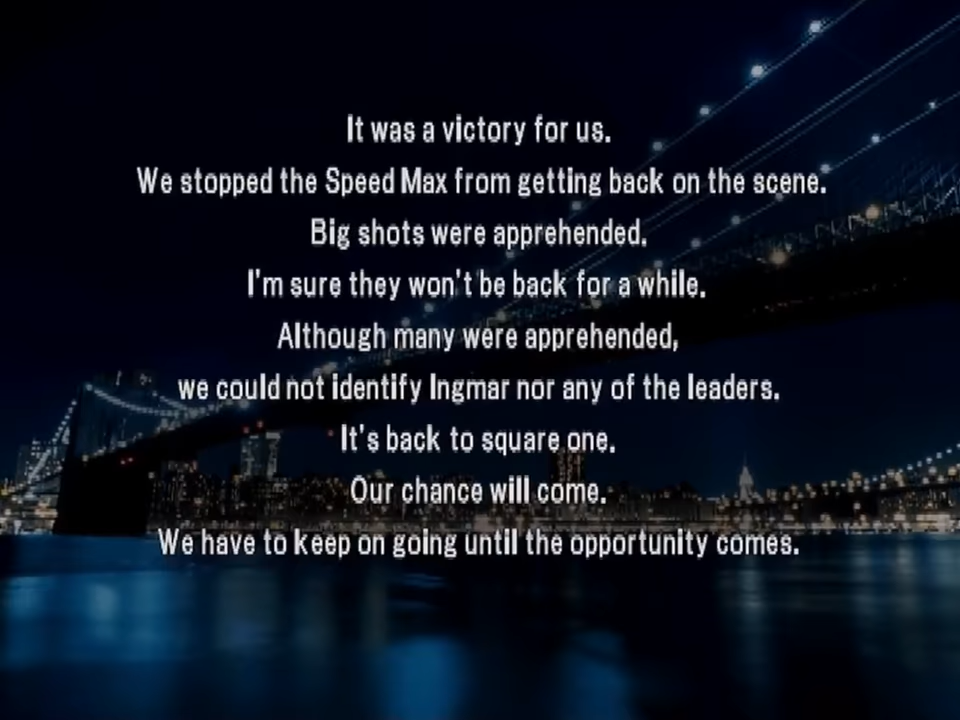 It was a victory for us.
We stopped the Speed Max from getting back on the scene.
Big shots were apprehended.
I'm sure they won't be back for a while.
Although many were apprehended,
we could not identify Ingmar nor any of the leaders.
It's back to square one.
Our chance will come.
We have to keep on going until the opportunity comes.